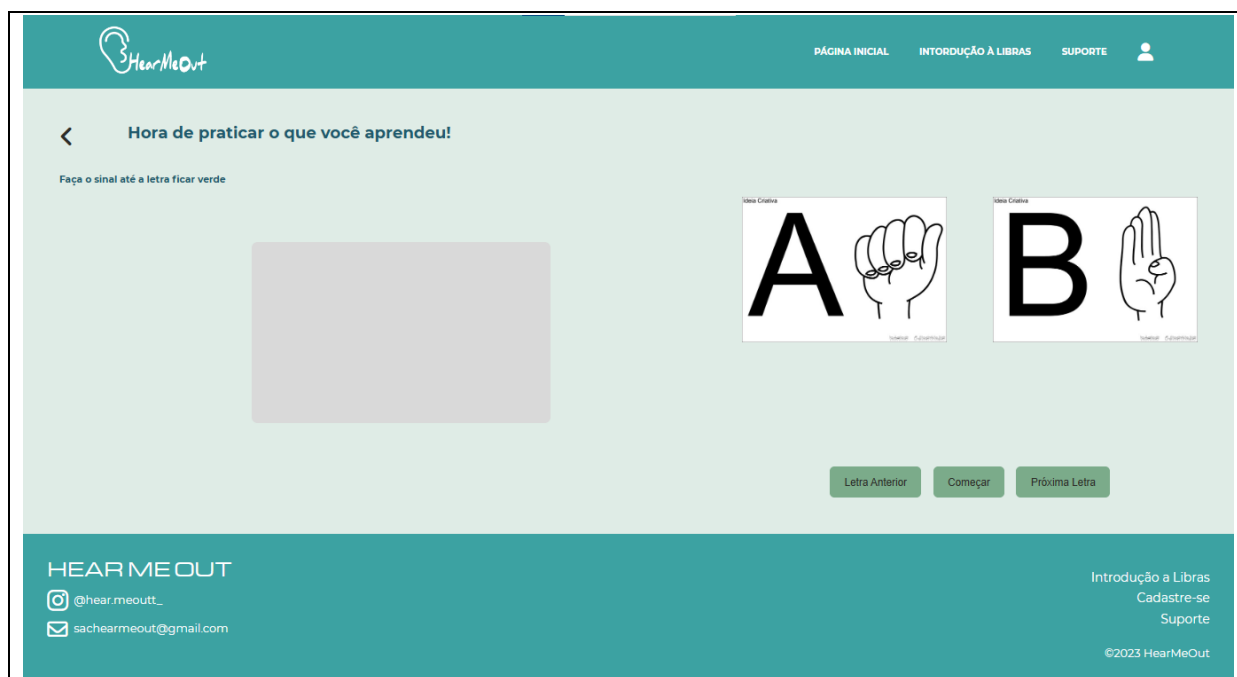 HearMeOut
PÁGINA INICIAL
INTORDUÇÃO À LIBRAS
SUPORTE
Hora de praticar o que você aprendeu!
Faça o sinal até a letra ficar verde
Ideia Criativa
A
Ideia Criativa
B
Letra Anterior
Começar
Próxima Letra
HEAR ME OUT
@hear.meoutt_
sachearmeout@gmail.com
Introdução a Libras
Cadastre-se
Suporte
©2023 HearMeOut